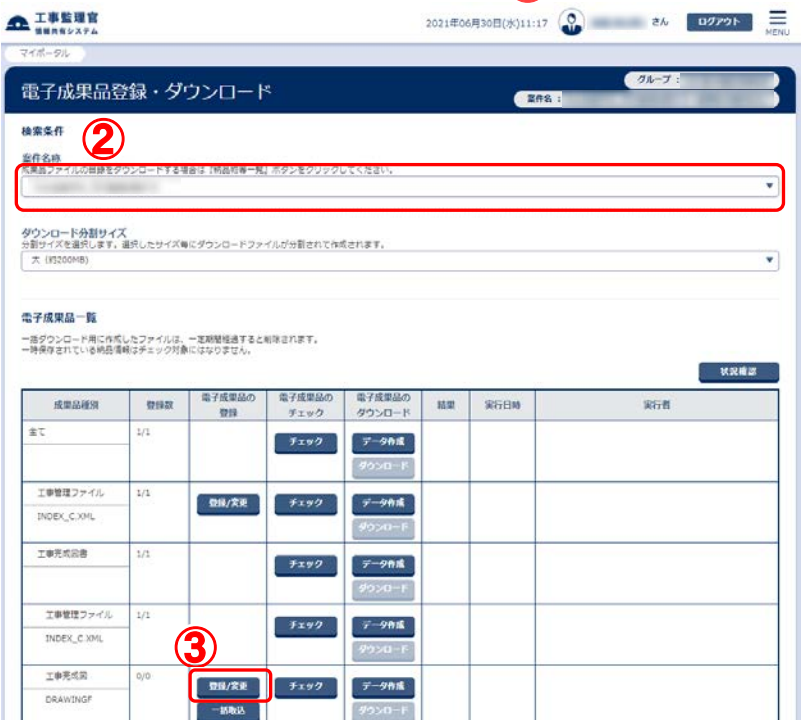 工事監理官
情報共有システム
2021年06月30日(水)11:17
さん
ログアウト
MENU
マイポータル
電子成果品登録・ダウンロード
グループ：
案件名：
検索条件
②
案件名称
成果品ファイルの目録をダウンロードする場合は「納品約等一覧」ボタンをクリックしてください。
ダウンロード分割サイズ
分割サイズを選択します。選択したサイズ毎にダウンロードファイルが分割されて作成されます。
大 (約200MB)
電子成果品一覧
一括ダウンロード用に作成したファイルは、一定期間経過すると削除されます。
一時保存されている納品情報はチェック対象にはなりません。
状況確認
成果品種別 登録数 電子成果品の登録 電子成果品のチェック 電子成果品のダウンロード 結果 実行日時 実行者
全て 1/1 チェック データ作成
ダウンロード
工事管理ファイル 1/1 登録/変更 チェック データ作成
INDEX_C.XML ダウンロード
工事完成図書 1/1 チェック データ作成
ダウンロード
工事管理ファイル 1/1 チェック データ作成
INDEX_C.XML ダウンロード
③
工事完成図 0/0 登録/変更 チェック データ作成
DRAWINGF 一括取込 ダウンロード